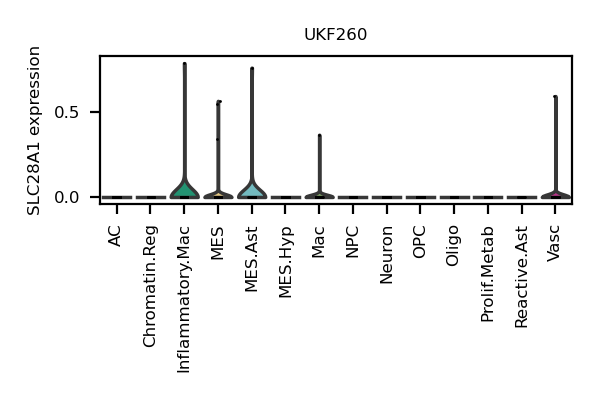 UKF260
SLC28A1 expression
0.5
0.0
AC
Chromatin.Reg
Inflammatory.Mac
MES
MES.Ast
MES.Hyp
Mac
NPC
Neuron
OPC
Oligo
Prolif.Metab
Reactive.Ast
Vasc